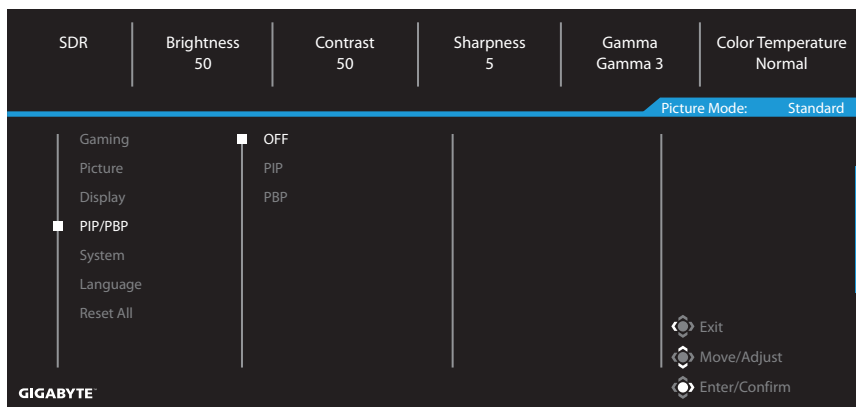 SDR Brightness Contrast Sharpness Gamma Color Temperature
50 50 5 Gamma 3 Normal
Picture Mode: Standard
Gaming OFF
Picture PIP
Display PBP
PIP/PBP
System
Language
Reset All
Exit
Move/Adjust
Enter/Confirm
GIGABYTE™